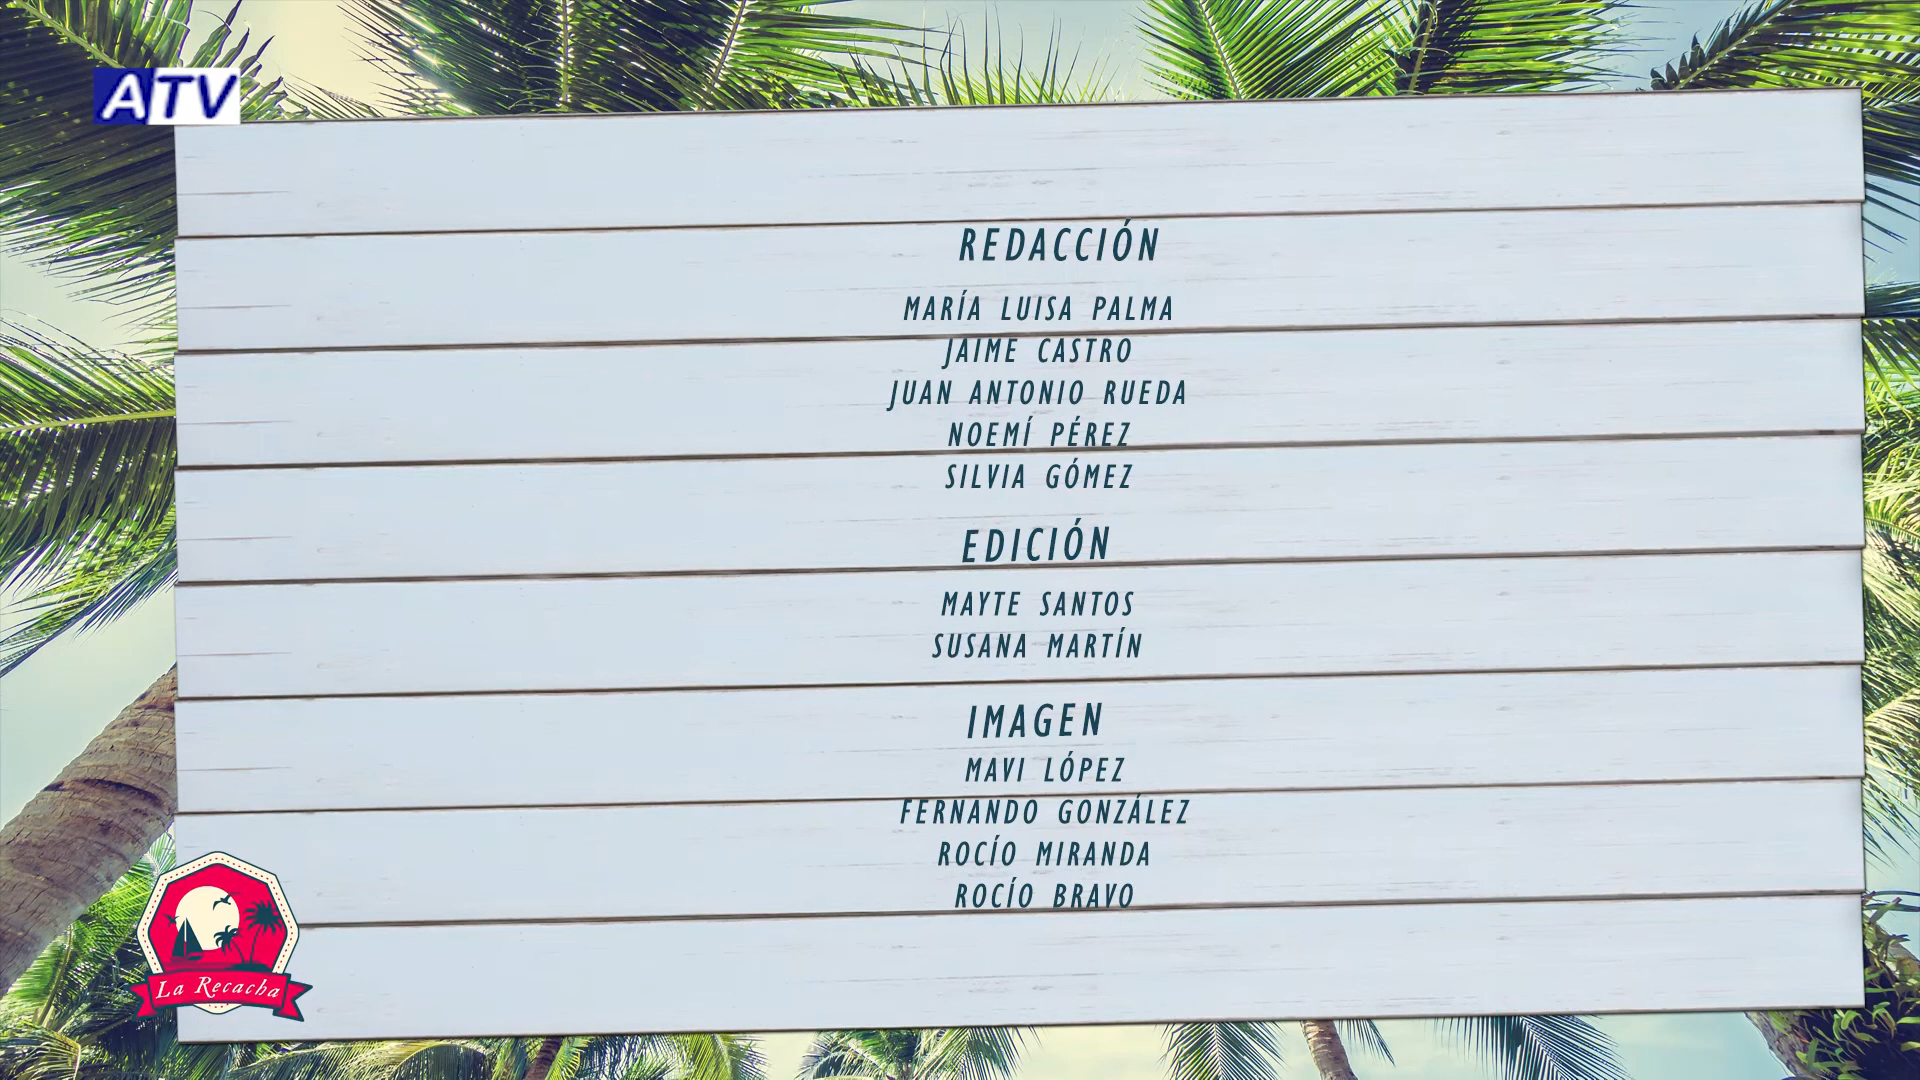 ATV
REDACCIÓN
MARÍA LUISA PALMA
JAIME CASTRO
JUAN ANTONIO RUEDA
NOEMÍ PÉREZ
SILVIA GÓMEZ
EDICIÓN
MAYTE SANTOS
SUSANA MARTÍN
IMAGEN
MAVI LÓPEZ
FERNANDO GONZÁLEZ
ROCÍO MIRANDA
ROCÍO BRAVO
La Recacha